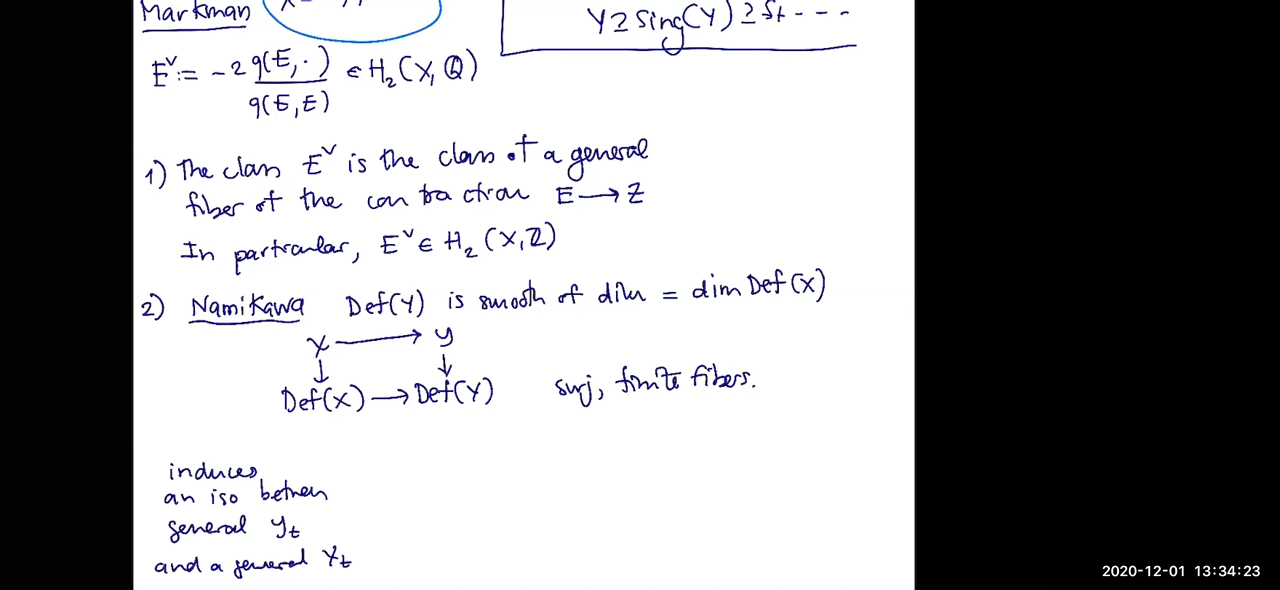 Markman
Y ⊇ Sing(Y) ⊇ St - - -
E^∨ := -2 q(E, ·) / q(E,E) ∈ H_2(X, Q)
1) The class E^∨ is the class of a general
fiber of the contraction E → Z
In particular, E^∨ ∈ H_2(X, Z)
2) Namikawa Def(Y) is smooth of dim = dim Def(X)
X → Y
↓ ↓
Def(X) → Def(Y) surj, finite fibers.
induces
an iso between
general Y_t
and a general X_t
2020-12-01 13:34:23